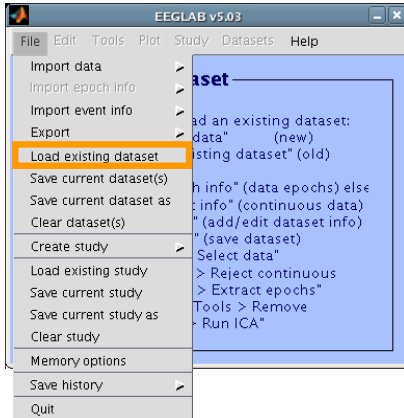 EEGLAB v5.03
File Edit Tools Plot Study Datasets Help
Import data
Import epoch info
Import event info
Export
Load existing dataset
Save current dataset(s)
Save current dataset as
Clear dataset(s)
Create study
Load existing study
Save current study
Save current study as
Clear study
Memory options
Save history
Quit
aset
ad an existing dataset:
data" (new)
isting dataset" (old)
h info" (data epochs) else
t info" (continuous data)
" (add/edit dataset info)
" (save dataset)
Select data"
> Reject continuous
> Extract epochs"
Tools > Remove
> Run ICA"